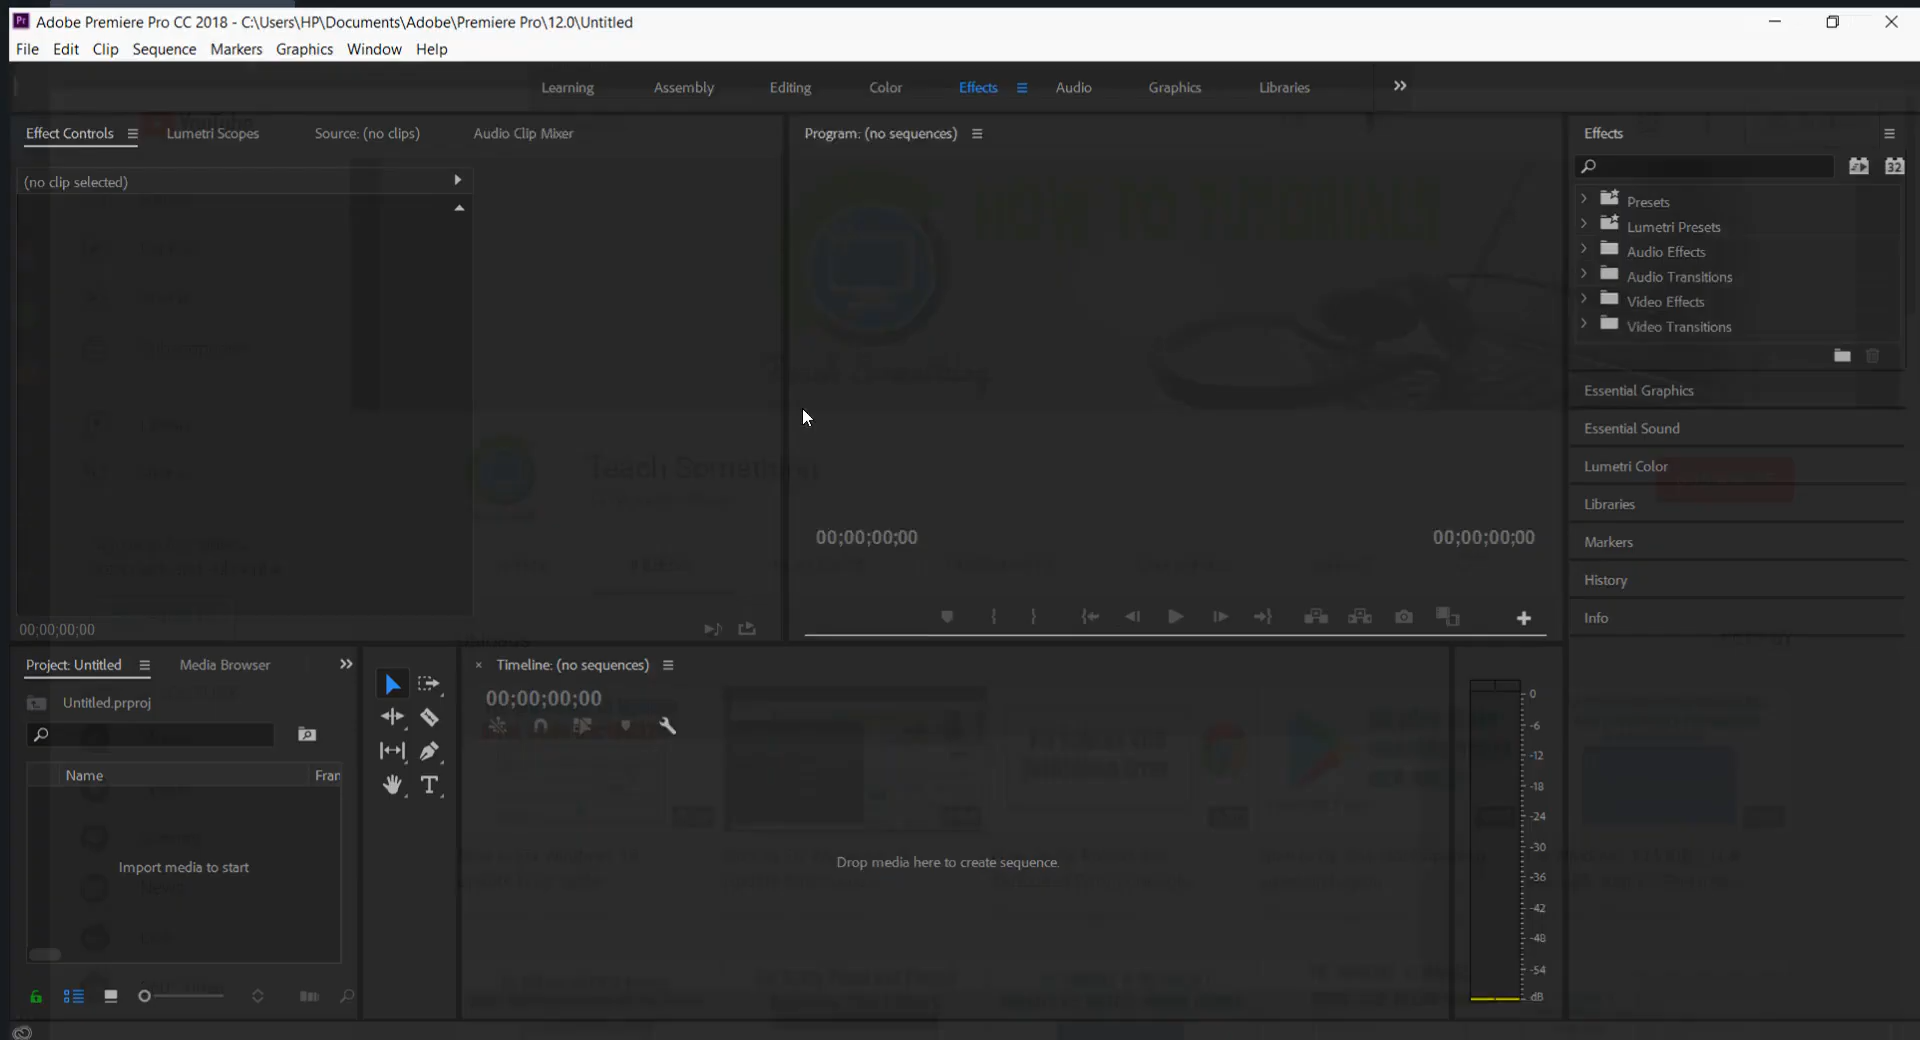 Adobe Premiere Pro CC 2018 - C:\Users\HP\Documents\Adobe\Premiere Pro\12.0\Untitled
File Edit Clip Sequence Markers Graphics Window Help
Learning Assembly Editing Color Effects Audio Graphics Libraries
Effect Controls Lumetri Scopes Source: (no clips) Audio Clip Mixer
(no clip selected)
00;00;00;00
Program: (no sequences)
00;00;00;00 00;00;00;00
Effects
32
Presets
Lumetri Presets
Audio Effects
Audio Transitions
Video Effects
Video Transitions
Essential Graphics
Essential Sound
Lumetri Color
Libraries
Markers
History
Info
YouTube
Teach Something
Project: Untitled Media Browser
Untitled.prproj
Name Fran
Import media to start
News
Timeline: (no sequences)
00;00;00;00
Drop media here to create sequence.
0
-6
-12
-18
-24
-30
-36
-42
-48
-54
dB